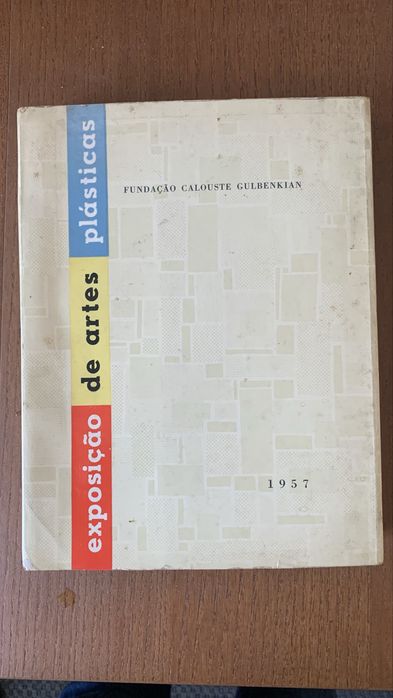 exposição de artes plásticas
FUNDAÇÃO CALOUSTE GULBENKIAN
1957